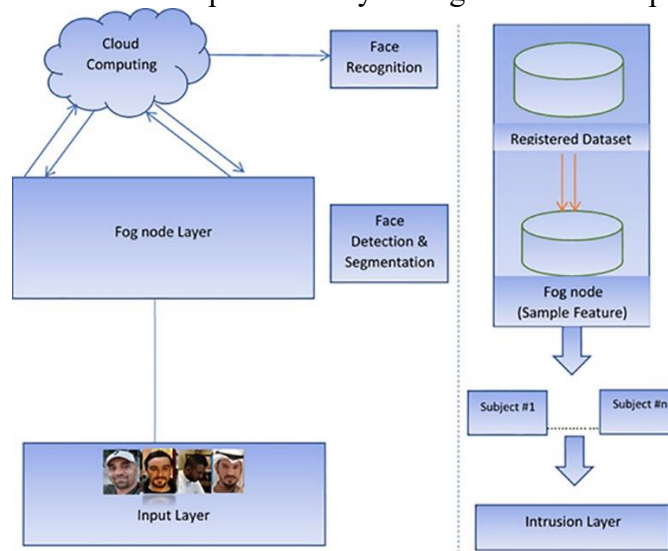 Cloud
Computing
Face
Recognition
Fog node Layer
Face
Detection &
Segmentation
Input Layer
Registered Dataset
Fog node
(Sample Feature)
Subject #1
Subject #n
Intrusion Layer